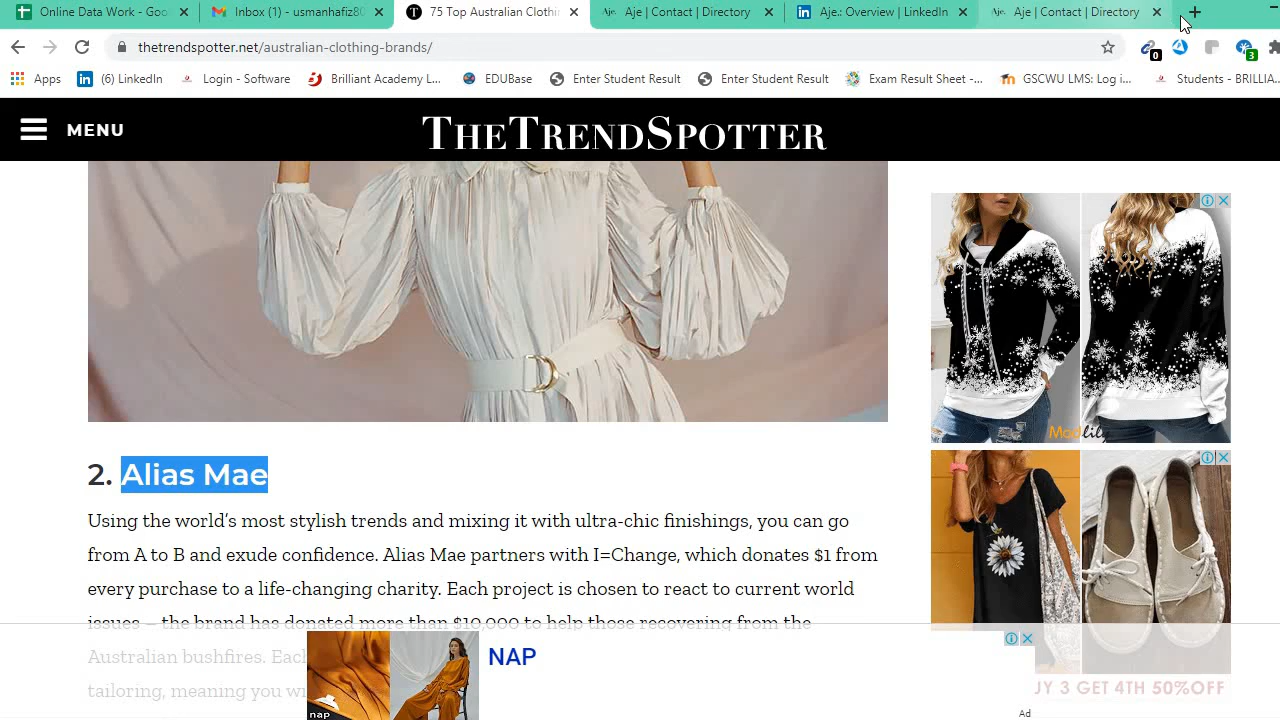 Online Data Work - Goo
Inbox (1) - usmanhafiz80
75 Top Australian Clothi
Aje | Contact | Directory
Aje.: Overview | LinkedIn
Aje | Contact | Directory
thetrendspotter.net/australian-clothing-brands/
0
3
Apps
(6) LinkedIn
Login - Software
Brilliant Academy L...
EDUBase
Enter Student Result
Enter Student Result
Exam Result Sheet -...
GSCWU LMS: Log i...
Students - BRILLIA...
MENU
THETRENDSPOTTER
Modlily
2. Alias Mae
Using the world's most stylish trends and mixing it with ultra-chic finishings, you can go
from A to B and exude confidence. Alias Mae partners with I=Change, which donates $1 from
every purchase to a life-changing charity. Each project is chosen to react to current world
issues – the brand has donated more than $10,000 to help those recovering from the
Australian bushfires. Each
tailoring, meaning you wi
nap
NAP
JY 3 GET 4TH 50%OFF
Ad